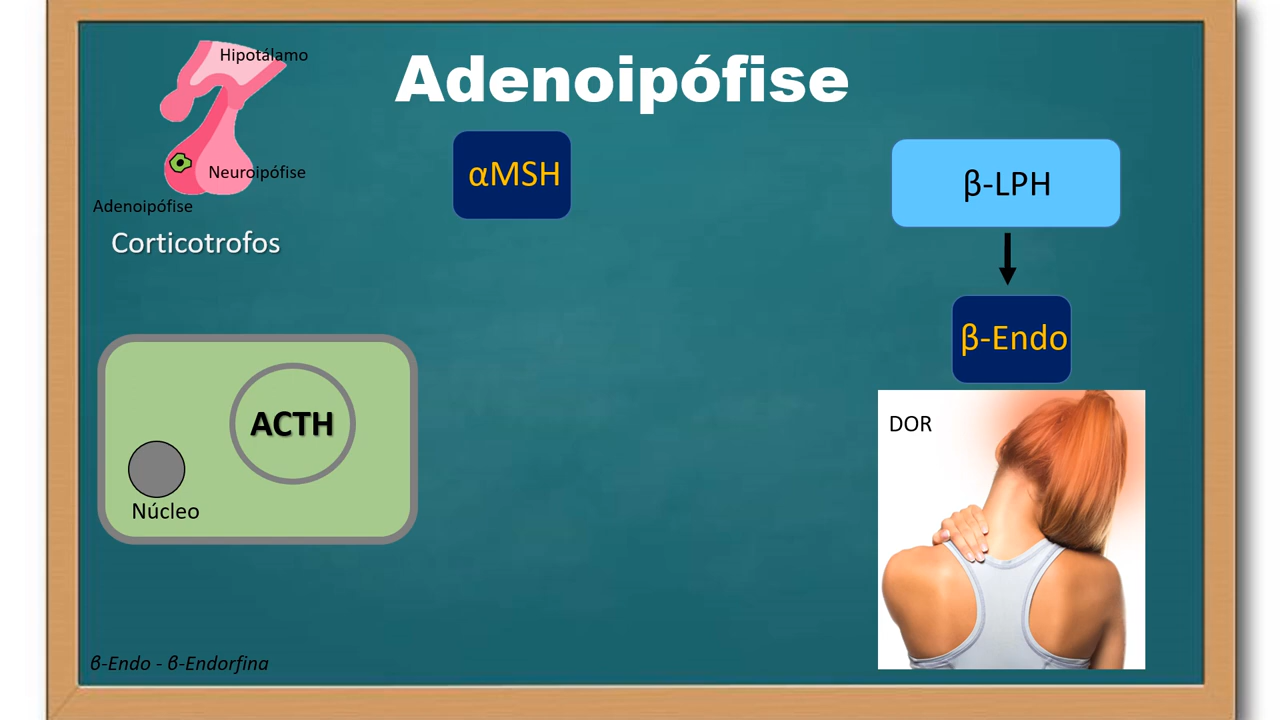 Hipotálamo
Adenoipófise
αMSH
β-LPH
Neuroipófise
Adenoipófise
Corticotrofos
β-Endo
DOR
ACTH
Núcleo
β-Endo - β-Endorfina